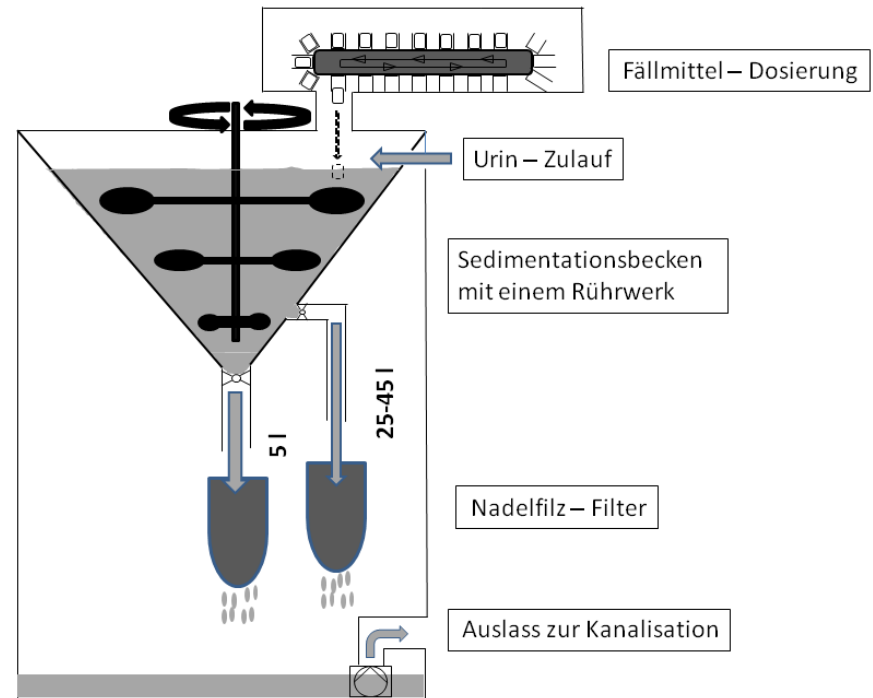 Fällmittel – Dosierung
Urin – Zulauf
Sedimentationsbecken
mit einem Rührwerk
5 l
25-45 l
Nadelfilz – Filter
Auslass zur Kanalisation